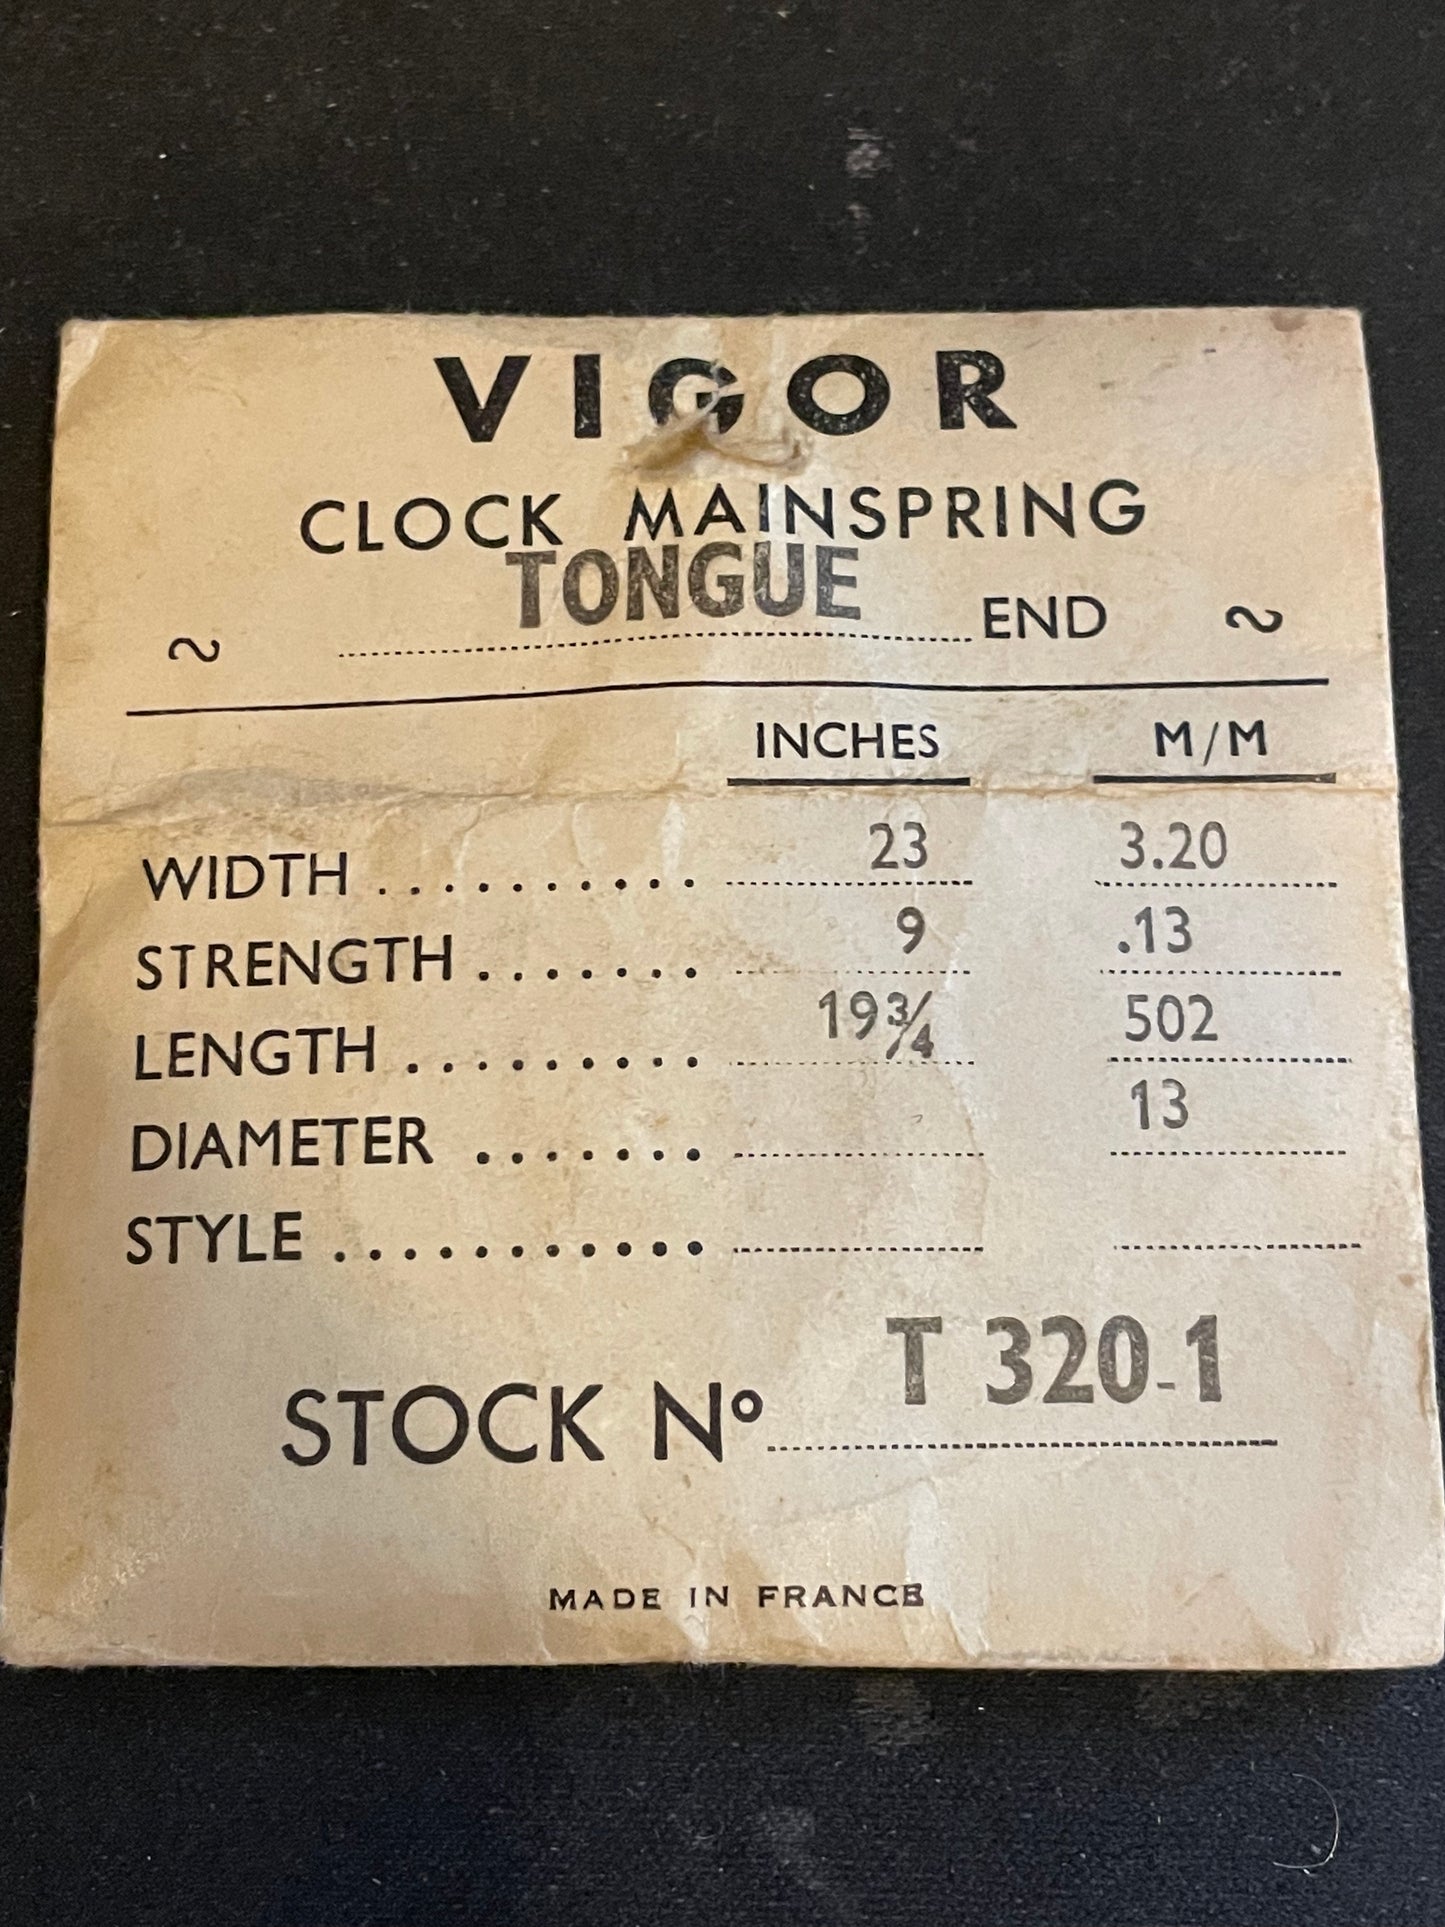 VIGOR
CLOCK MAINSPRING
~ TONGUE END ~
INCHES M/M
WIDTH ........... 23 3.20
STRENGTH ....... 9 .13
LENGTH ......... 19¾ 502
DIAMETER ....... 13
STYLE ...........
STOCK Nº T 320-1
MADE IN FRANCE